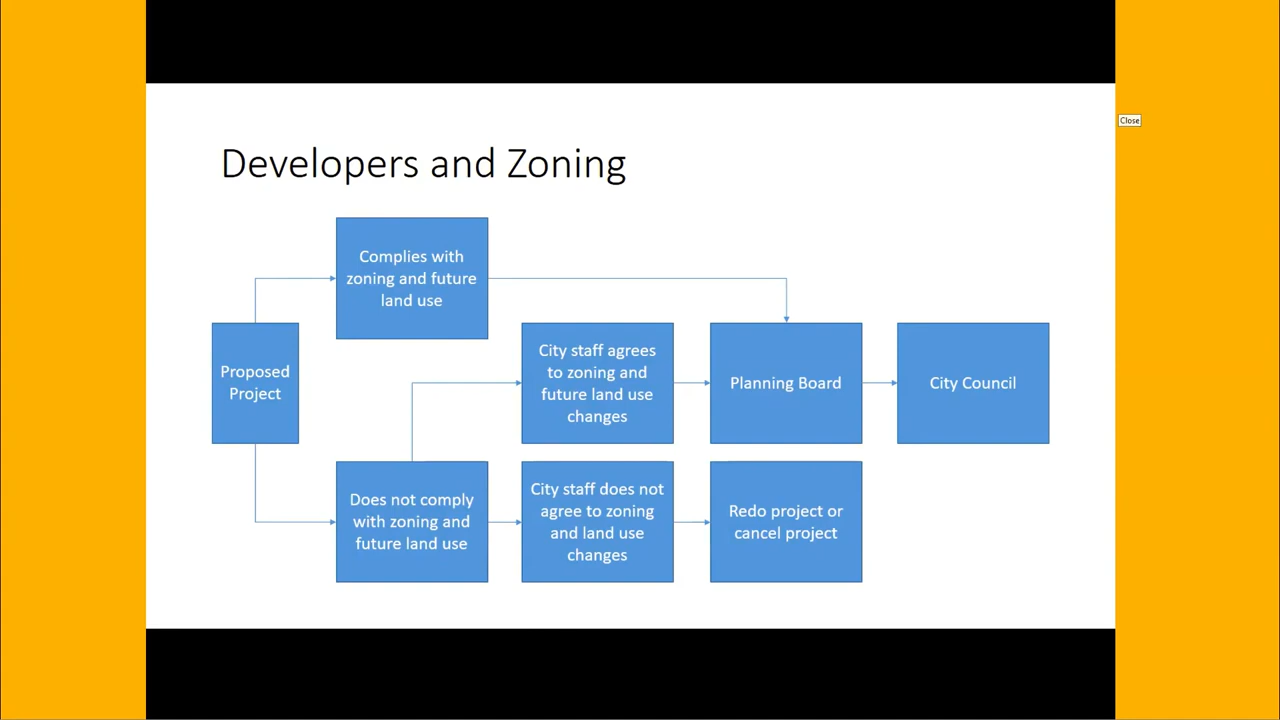 Close
Developers and Zoning
Complies with
zoning and future
land use
Proposed
Project
City staff agrees
to zoning and
future land use
changes
Planning Board
City Council
Does not comply
with zoning and
future land use
City staff does not
agree to zoning
and land use
changes
Redo project or
cancel project